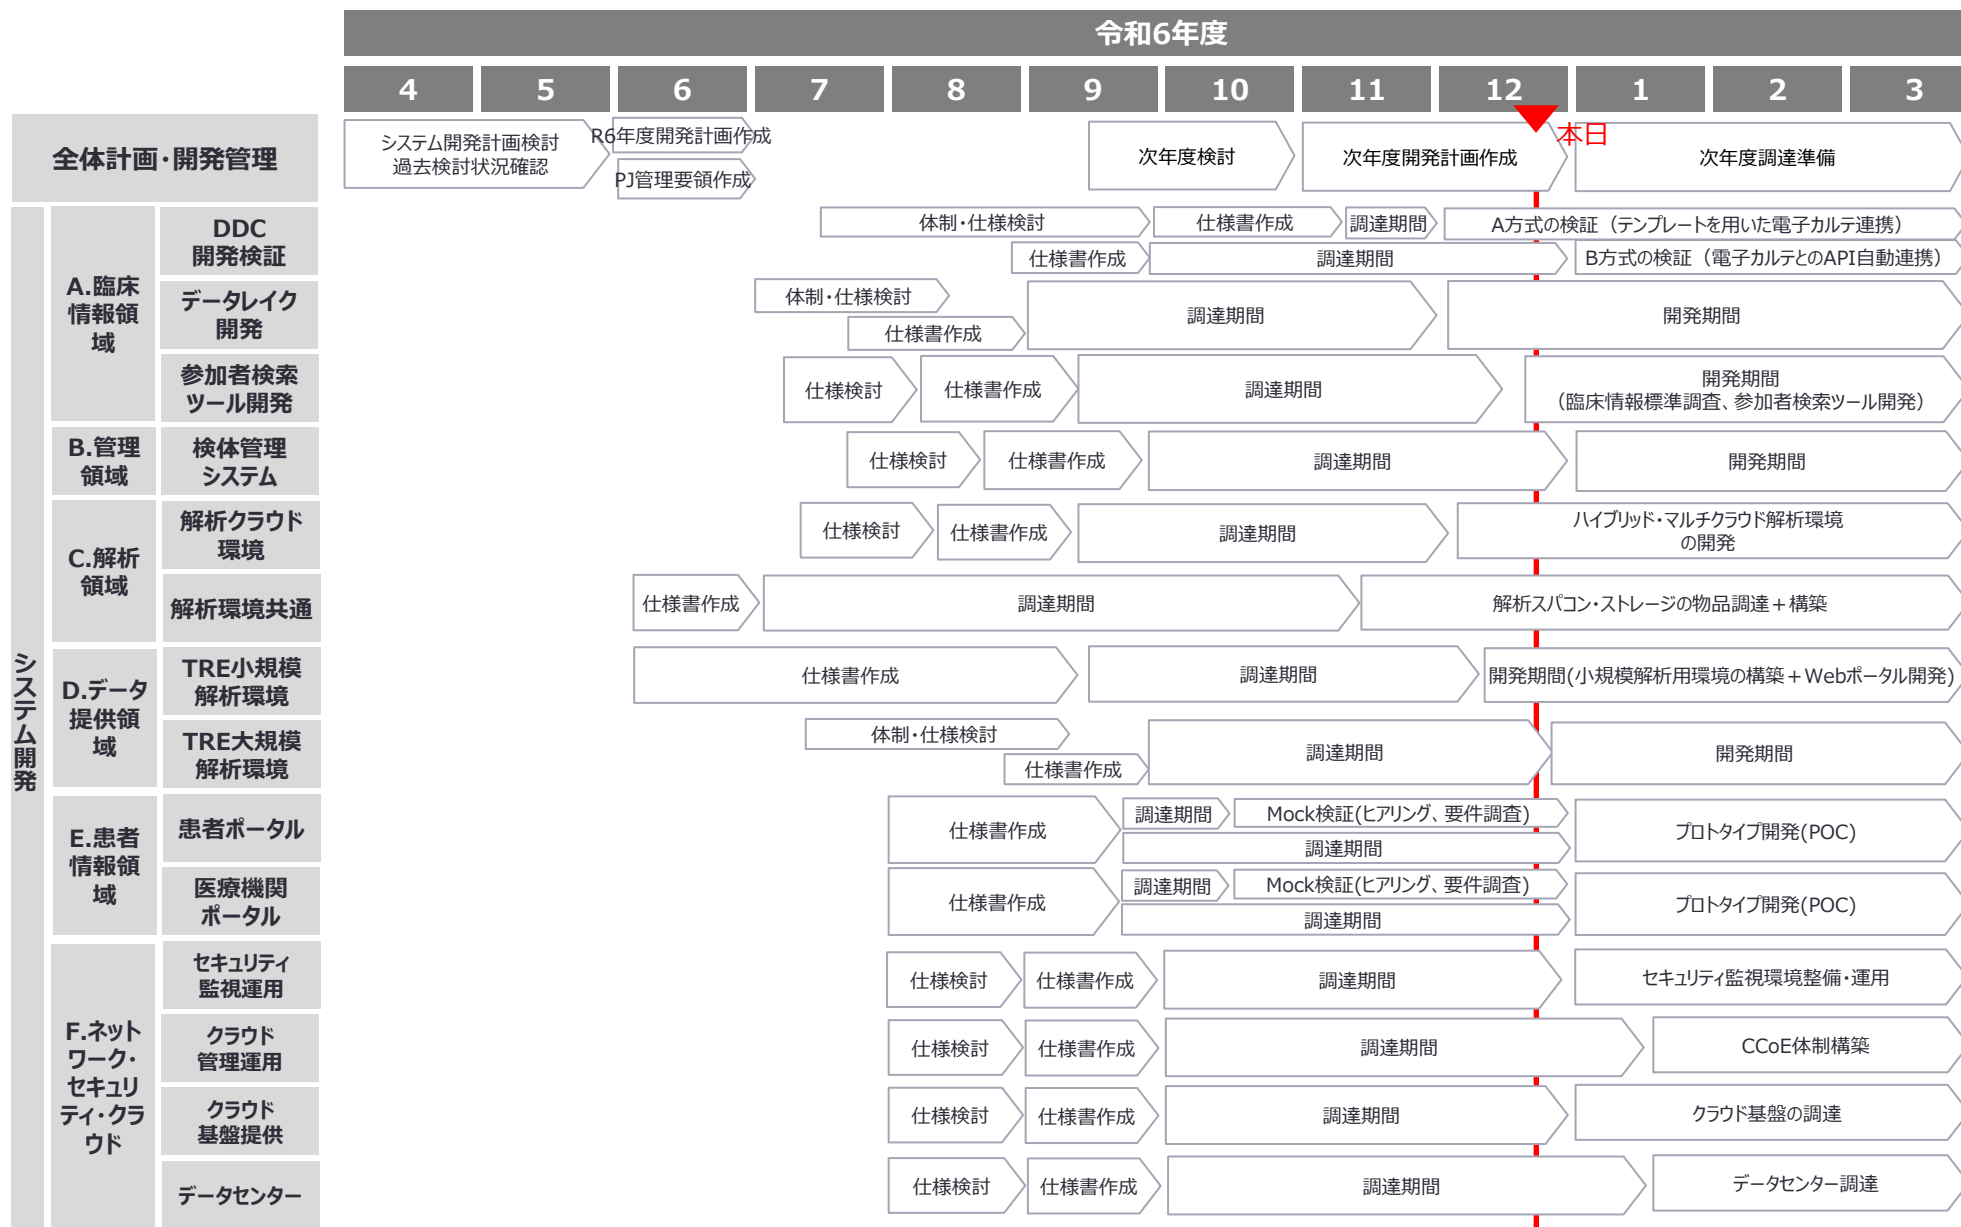 令和6年度
4 5 6 7 8 9 10 11 12 1 2 3
本日
全体計画・開発管理
システム開発計画検討
過去検討状況確認
R6年度開発計画作成
PJ管理要領作成
次年度検討
次年度開発計画作成
次年度調達準備
システム開発
A.臨床
情報領
域
DDC
開発検証
体制・仕様検討
仕様書作成
調達期間
A方式の検証（テンプレートを用いた電子カルテ連携）
仕様書作成
調達期間
B方式の検証（電子カルテとのAPI自動連携）
データレイク
開発
体制・仕様検討
仕様書作成
調達期間
開発期間
参加者検索
ツール開発
仕様検討
仕様書作成
調達期間
開発期間
（臨床情報標準調査、参加者検索ツール開発）
B.管理
領域
検体管理
システム
仕様検討
仕様書作成
調達期間
開発期間
C.解析
領域
解析クラウド
環境
仕様検討
仕様書作成
調達期間
ハイブリッド・マルチクラウド解析環境
の開発
解析環境共通
仕様書作成
調達期間
解析スパコン・ストレージの物品調達＋構築
D.データ
提供領
域
TRE小規模
解析環境
仕様書作成
調達期間
開発期間(小規模解析用環境の構築＋Webポータル開発)
TRE大規模
解析環境
体制・仕様検討
仕様書作成
調達期間
開発期間
E.患者
情報領
域
患者ポータル
仕様書作成
調達期間
Mock検証(ヒアリング、要件調査)
調達期間
プロトタイプ開発(POC)
医療機関
ポータル
仕様書作成
調達期間
Mock検証(ヒアリング、要件調査)
調達期間
プロトタイプ開発(POC)
F.ネット
ワーク・
セキュリ
ティ・クラ
ウド
セキュリティ
監視運用
仕様検討
仕様書作成
調達期間
セキュリティ監視環境整備・運用
クラウド
管理運用
仕様検討
仕様書作成
調達期間
CCoE体制構築
クラウド
基盤提供
仕様検討
仕様書作成
調達期間
クラウド基盤の調達
データセンター
仕様検討
仕様書作成
調達期間
データセンター調達